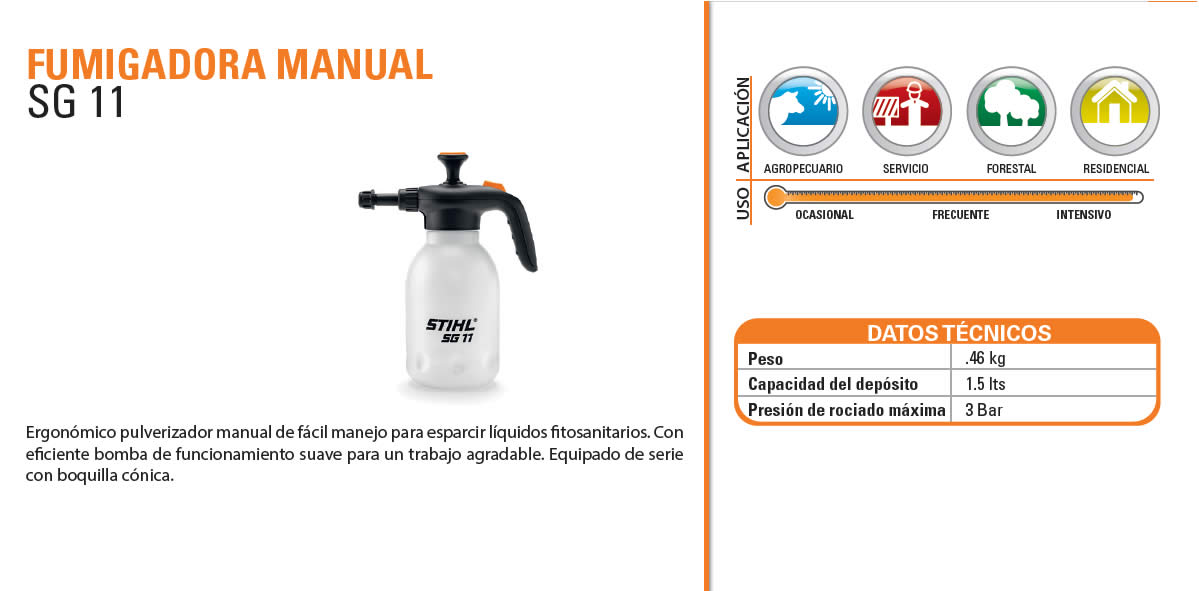 FUMIGADORA MANUAL
SG 11
STIHL®
SG 11
Ergonómico pulverizador manual de fácil manejo para esparcir líquidos fitosanitarios. Con
eficiente bomba de funcionamiento suave para un trabajo agradable. Equipado de serie
con boquilla cónica.
APLICACIÓN
AGROPECUARIO SERVICIO FORESTAL RESIDENCIAL
USO
OCASIONAL FRECUENTE INTENSIVO
DATOS TÉCNICOS
Peso .46 kg
Capacidad del depósito 1.5 lts
Presión de rociado máxima 3 Bar